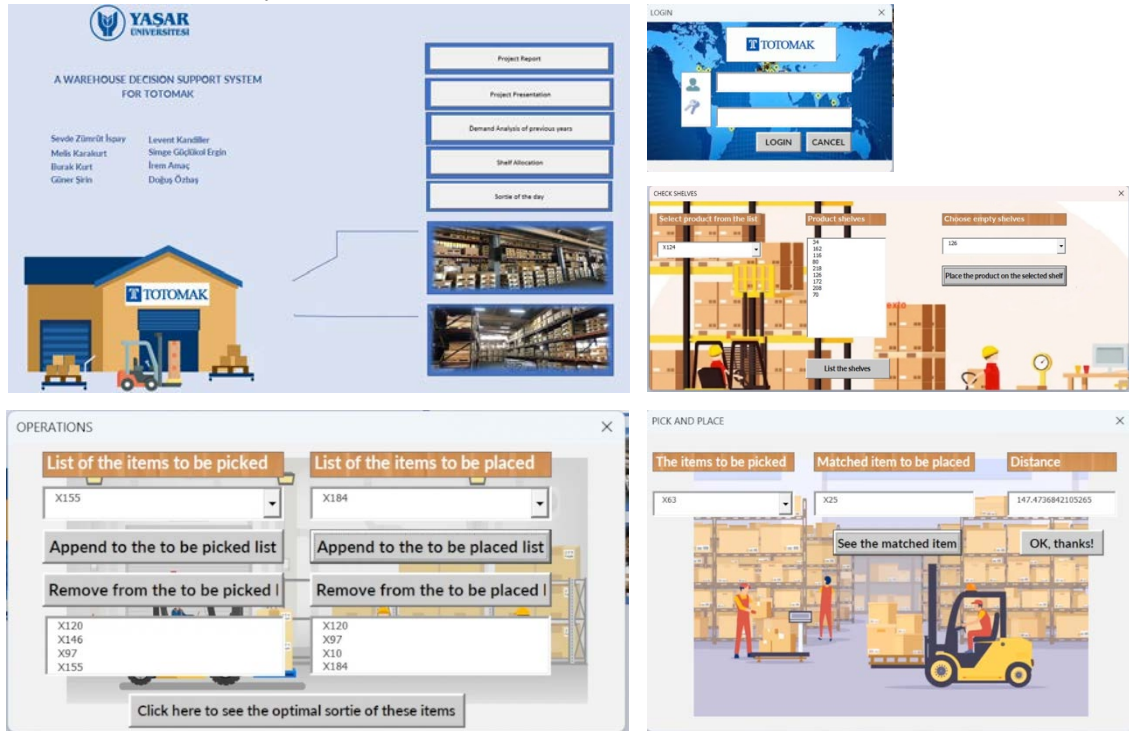 YAŞAR
ÜNİVERSİTESİ
A WAREHOUSE DECISION SUPPORT SYSTEM
FOR TOTOMAK
Sevde Zümrüt İspay
Melis Karakurt
Burak Kurt
Güner Şirin
Levent Kandiller
Simge Güçlükol Ergin
İrem Amaç
Doğuş Özbaş
Project Report
Project Presentation
Demand Analysis of previous years
Shelf Allocation
Sortie of the day
TOTOMAK
LOGIN
×
TOTOMAK
LOGIN
CANCEL
CHECK SHELVES
×
Select product from the list
X124
Product shelves
34
162
116
80
218
126
172
208
70
List the shelves
Choose empty shelves
126
Place the product on the selected shelf
OPERATIONS
×
List of the items to be picked
X155
Append to the to be picked list
Remove from the to be picked l
X120
X146
X97
X155
List of the items to be placed
X184
Append to the to be placed list
Remove from the to be placed l
X120
X97
X10
X184
Click here to see the optimal sortie of these items
PICK AND PLACE
×
The items to be picked
X63
Matched item to be placed
X25
See the matched item
Distance
147.4736842105265
OK, thanks!